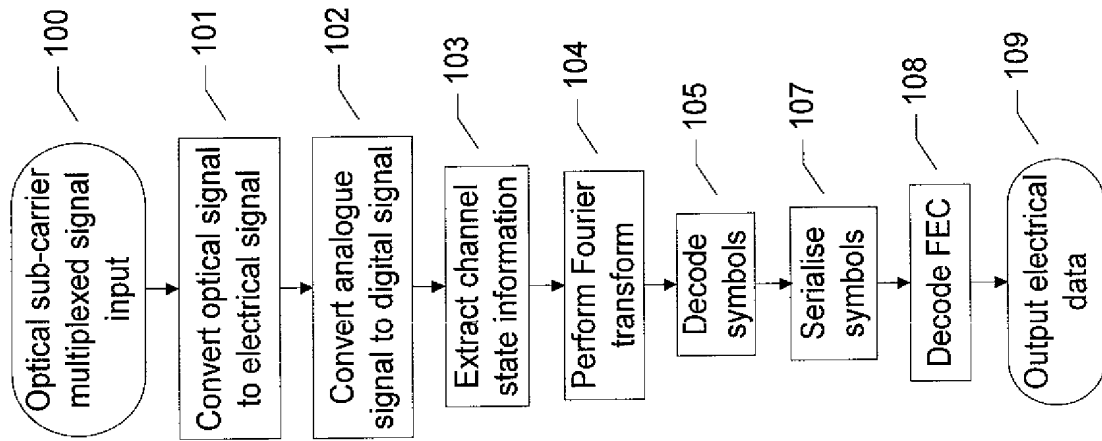 100
Optical sub-carrier
multiplexed signal
input
101
Convert optical signal
to electrical signal
102
Convert analogue
signal to digital signal
103
Extract channel
state information
104
Perform Fourier
transform
105
Decode
symbols
107
Serialise
symbols
108
Decode FEC
109
Output electrical
data